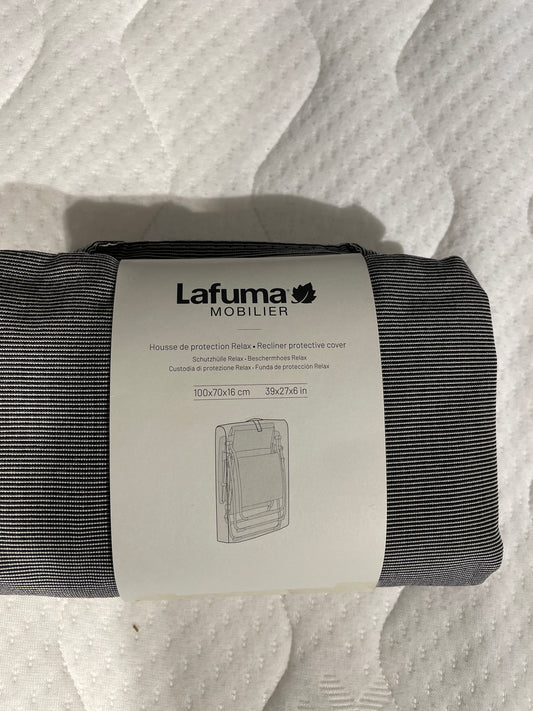 Lafuma
MOBILIER
Housse de protection Relax • Recliner protective cover
Schutzhülle Relax • Beschermhoes Relax
Custodia di protezione Relax • Funda de protección Relax
100x70x16 cm 39x27x6 in